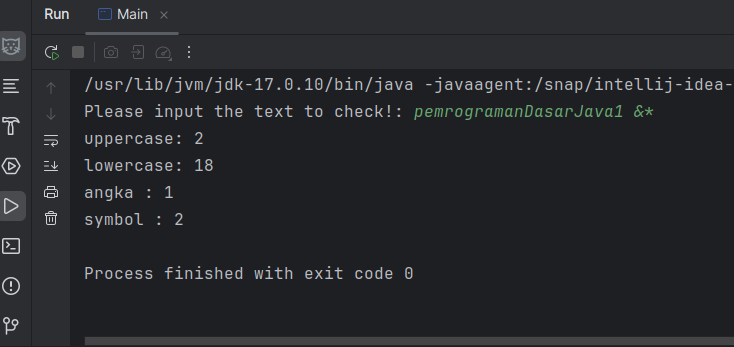 Run Main
/usr/lib/jvm/jdk-17.0.10/bin/java -javaagent:/snap/intellij-idea-
Please input the text to check!: pemrogramanDasarJava1 &*
uppercase: 2
lowercase: 18
angka : 1
symbol : 2
Process finished with exit code 0